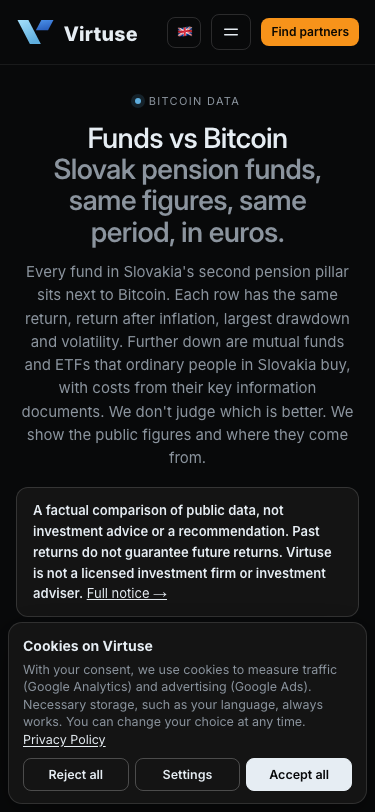 Virtuse
Find partners
BITCOIN DATA
Funds vs Bitcoin
Slovak pension funds,
same figures, same
period, in euros.
Every fund in Slovakia's second pension pillar
sits next to Bitcoin. Each row has the same
return, return after inflation, largest drawdown
and volatility. Further down are mutual funds
and ETFs that ordinary people in Slovakia buy,
with costs from their key information
documents. We don't judge which is better. We
show the public figures and where they come
from.
A factual comparison of public data, not
investment advice or a recommendation. Past
returns do not guarantee future returns. Virtuse
is not a licensed investment firm or investment
adviser. Full notice →
Cookies on Virtuse
With your consent, we use cookies to measure traffic
(Google Analytics) and advertising (Google Ads).
Necessary storage, such as your language, always
works. You can change your choice at any time.
Privacy Policy
Reject all
Settings
Accept all